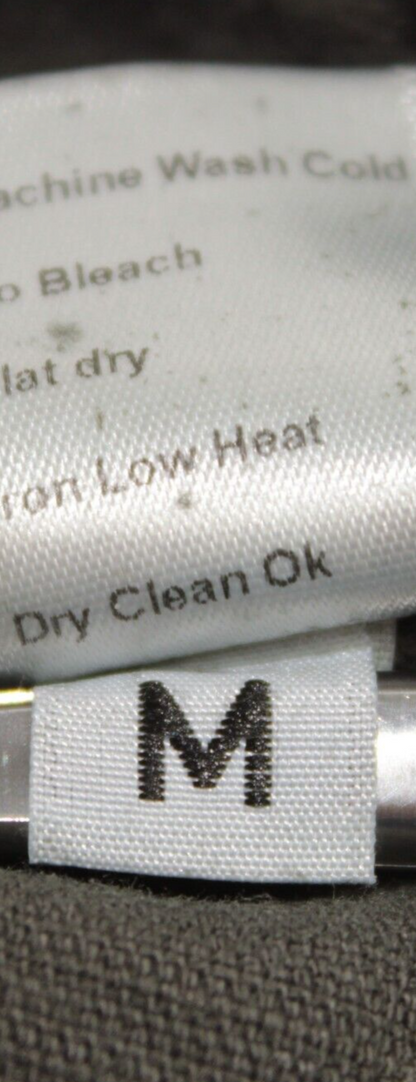 achine Wash Cold
o Bleach
lat dry
ron Low Heat
Dry Clean Ok
M